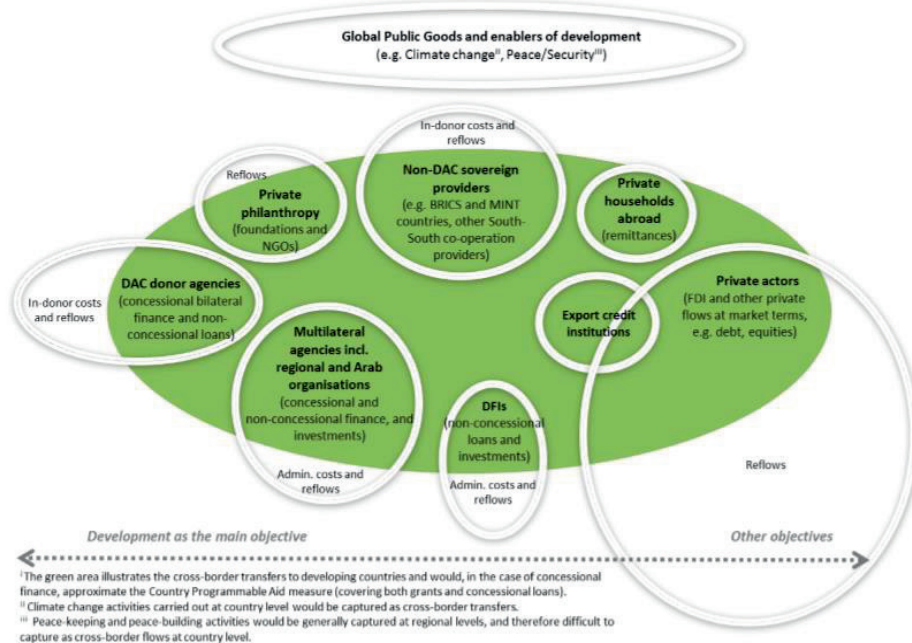 Global Public Goods and enablers of development
(e.g. Climate changeⁱⁱ, Peace/Securityⁱⁱⁱ)
In-donor costs and
reflows
Non-DAC sovereign
providers
(e.g. BRICS and MINT
countries, other South-
South co-operation
providers)
Reflows
Private
philanthropy
(foundations and
NGOs)
Private
households
abroad
(remittances)
In-donor costs
and reflows
DAC donor agencies
(concessional bilateral
finance and non-
concessional loans)
Private actors
(FDI and other private
flows at market terms,
e.g. debt, equities)
Export credit
institutions
Multilateral
agencies incl.
regional and Arab
organisations
(concessional and
non-concessional finance, and
investments)
Admin. costs and
reflows
DFIs
(non-concessional
loans and
investments)
Admin. costs and
reflows
Reflows
Development as the main objective
Other objectives
ⁱ The green area illustrates the cross-border transfers to developing countries and would, in the case of concessional
finance, approximate the Country Programmable Aid measure (covering both grants and concessional loans).
ⁱⁱ Climate change activities carried out at country level would be captured as cross-border transfers.
ⁱⁱⁱ Peace-keeping and peace-building activities would be generally captured at regional levels, and therefore difficult to
capture as cross-border flows at country level.